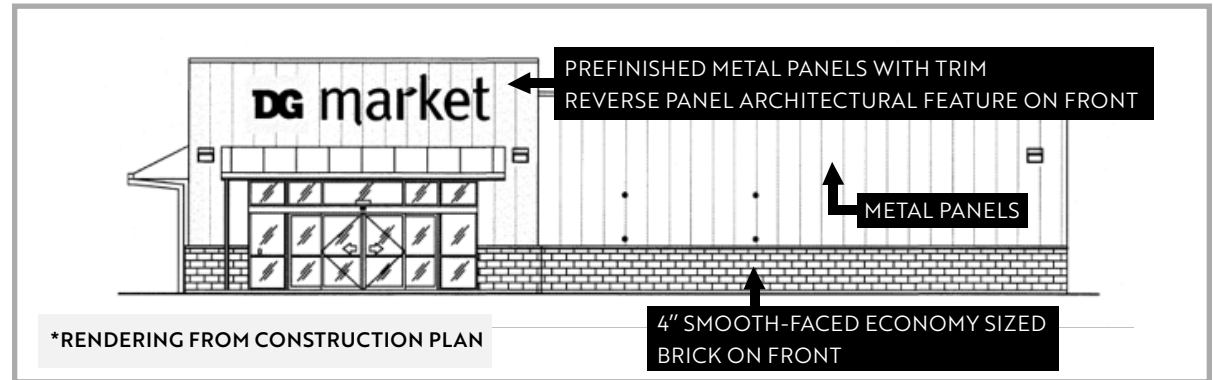 PREFINISHED METAL PANELS WITH TRIM
REVERSE PANEL ARCHITECTURAL FEATURE ON FRONT
DG market
METAL PANELS
4” SMOOTH-FACED ECONOMY SIZED
BRICK ON FRONT
*RENDERING FROM CONSTRUCTION PLAN